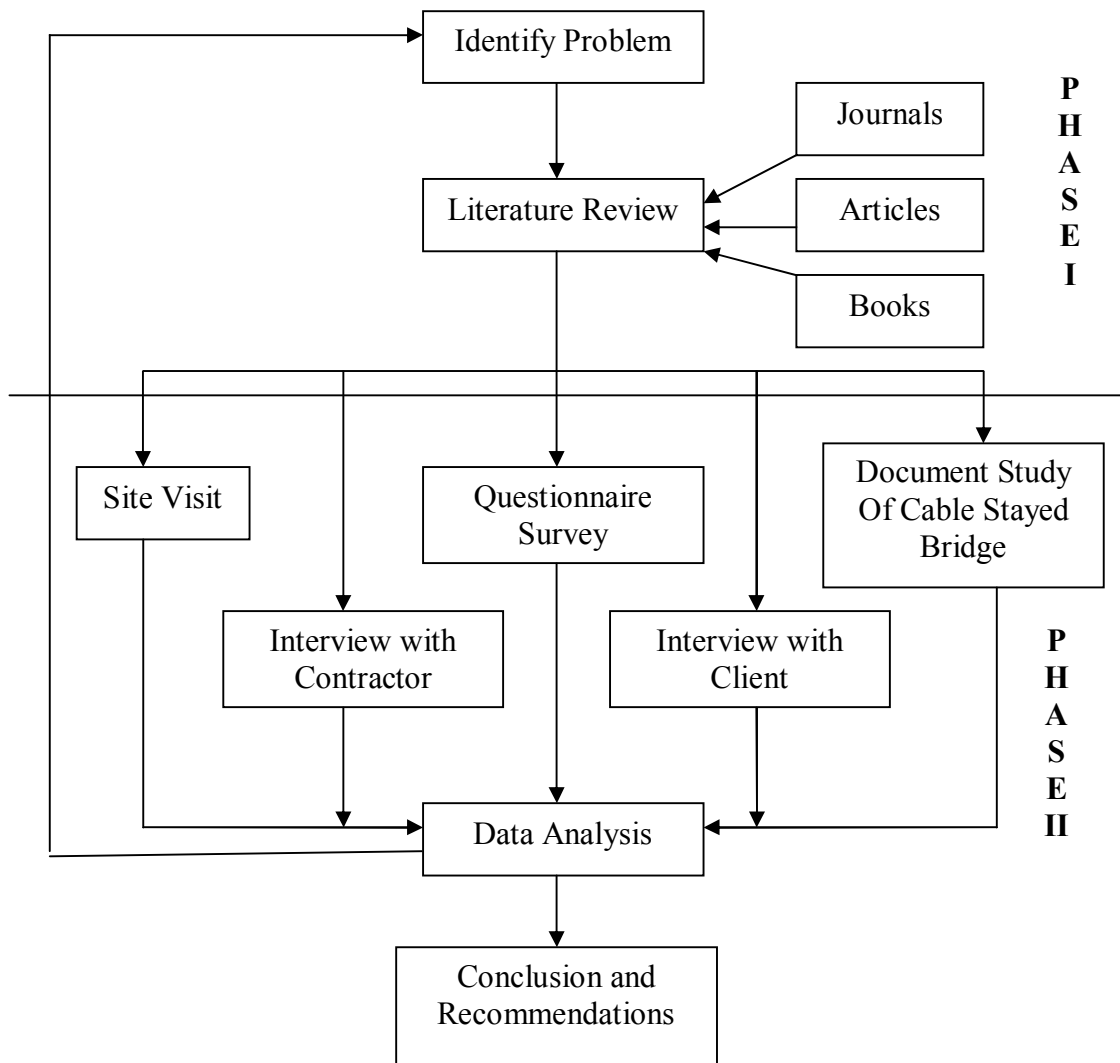 Identify Problem
Journals
Literature Review
Articles
Books
P
H
A
S
E
I
Site Visit
Questionnaire
Survey
Document Study
Of Cable Stayed
Bridge
Interview with
Contractor
Interview with
Client
P
H
A
S
E
II
Data Analysis
Conclusion and
Recommendations